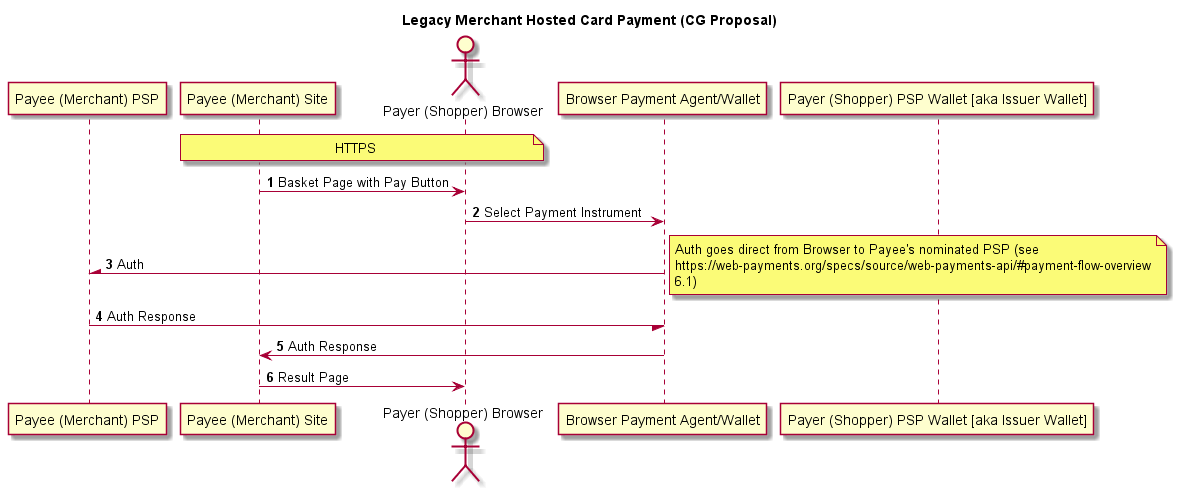 Legacy Merchant Hosted Card Payment (CG Proposal)
Payee (Merchant) PSP
Payee (Merchant) Site
Payer (Shopper) Browser
Browser Payment Agent/Wallet
Payer (Shopper) PSP Wallet [aka Issuer Wallet]
HTTPS
1 Basket Page with Pay Button
2 Select Payment Instrument
Auth goes direct from Browser to Payee's nominated PSP (see
https://web-payments.org/specs/source/web-payments-api/#payment-flow-overview
6.1)
3 Auth
4 Auth Response
5 Auth Response
6 Result Page
Payee (Merchant) PSP
Payee (Merchant) Site
Payer (Shopper) Browser
Browser Payment Agent/Wallet
Payer (Shopper) PSP Wallet [aka Issuer Wallet]